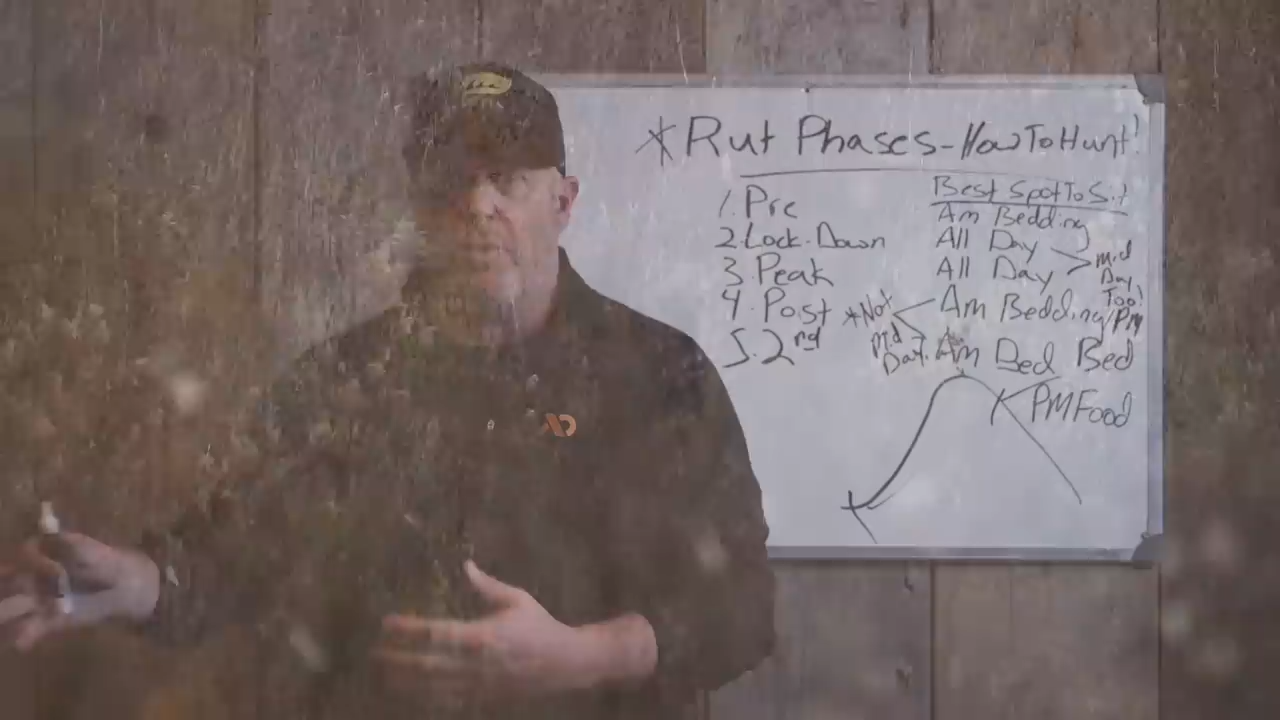 *Rut Phases-How To Hunt!
Best Spot To Sit
1. Pre Am Bedding
2. Lock-Down All Day
3. Peak All Day
Mid Day Too!
4. Post Am Bedding/PM
*Not Mid Day.
5. 2nd Am Bed Bed
PM Food